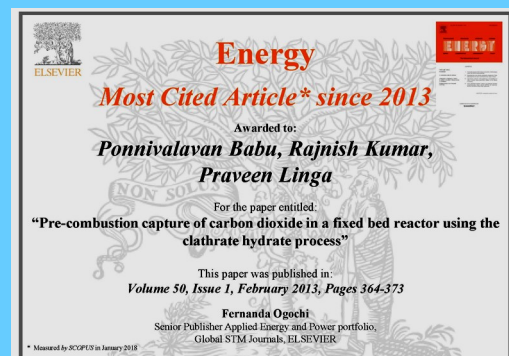 ELSEVIER
ENERGY
Energy
Most Cited Article* since 2013
Awarded to:
Ponnivalavan Babu, Rajnish Kumar,
Praveen Linga
NON SOLUS
For the paper entitled:
“Pre-combustion capture of carbon dioxide in a fixed bed reactor using the
clathrate hydrate process”
This paper was published in:
Volume 50, Issue 1, February 2013, Pages 364-373
Fernanda Ogochi
Senior Publisher Applied Energy and Power portfolio,
Global STM Journals, ELSEVIER
* Measured by SCOPUS in January 2018